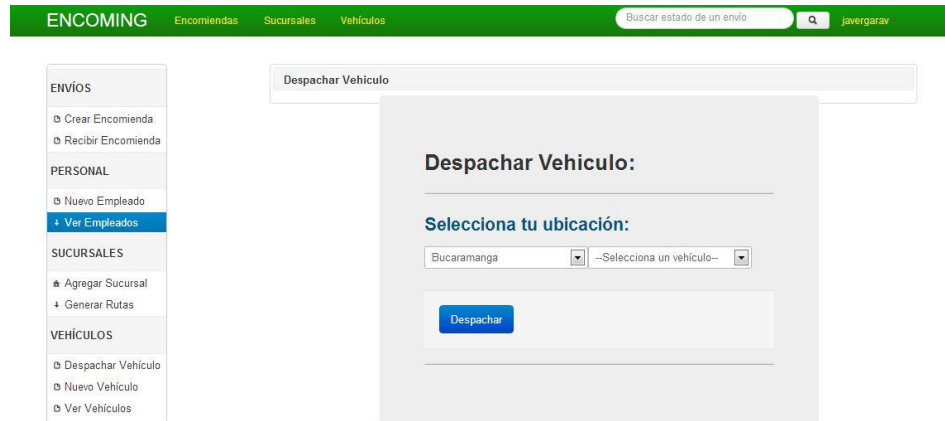 ENCOMING Encomiendas Sucursales Vehículos Buscar estado de un envío javergarav
ENVÍOS
Crear Encomienda
Recibir Encomienda
PERSONAL
Nuevo Empleado
Ver Empleados
SUCURSALES
Agregar Sucursal
Generar Rutas
VEHÍCULOS
Despachar Vehículo
Nuevo Vehículo
Ver Vehículos
Despachar Vehiculo
Despachar Vehiculo:
Selecciona tu ubicación:
Bucaramanga --Selecciona un vehículo--
Despachar